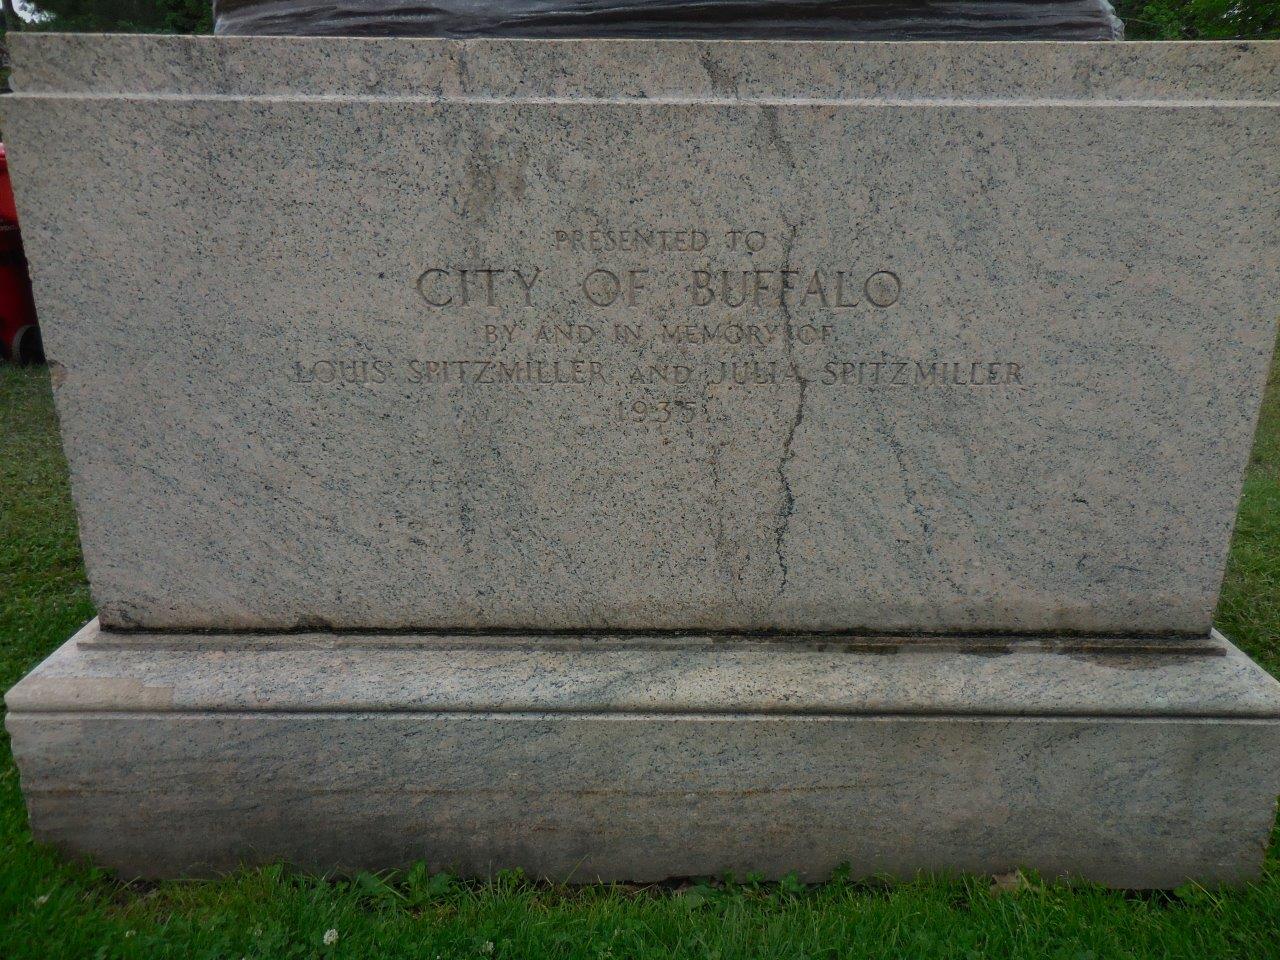 PRESENTED TO
CITY OF BUFFALO
BY AND IN MEMORY OF
LOUIS SPITZMILLER AND JULIA SPITZMILLER
1935